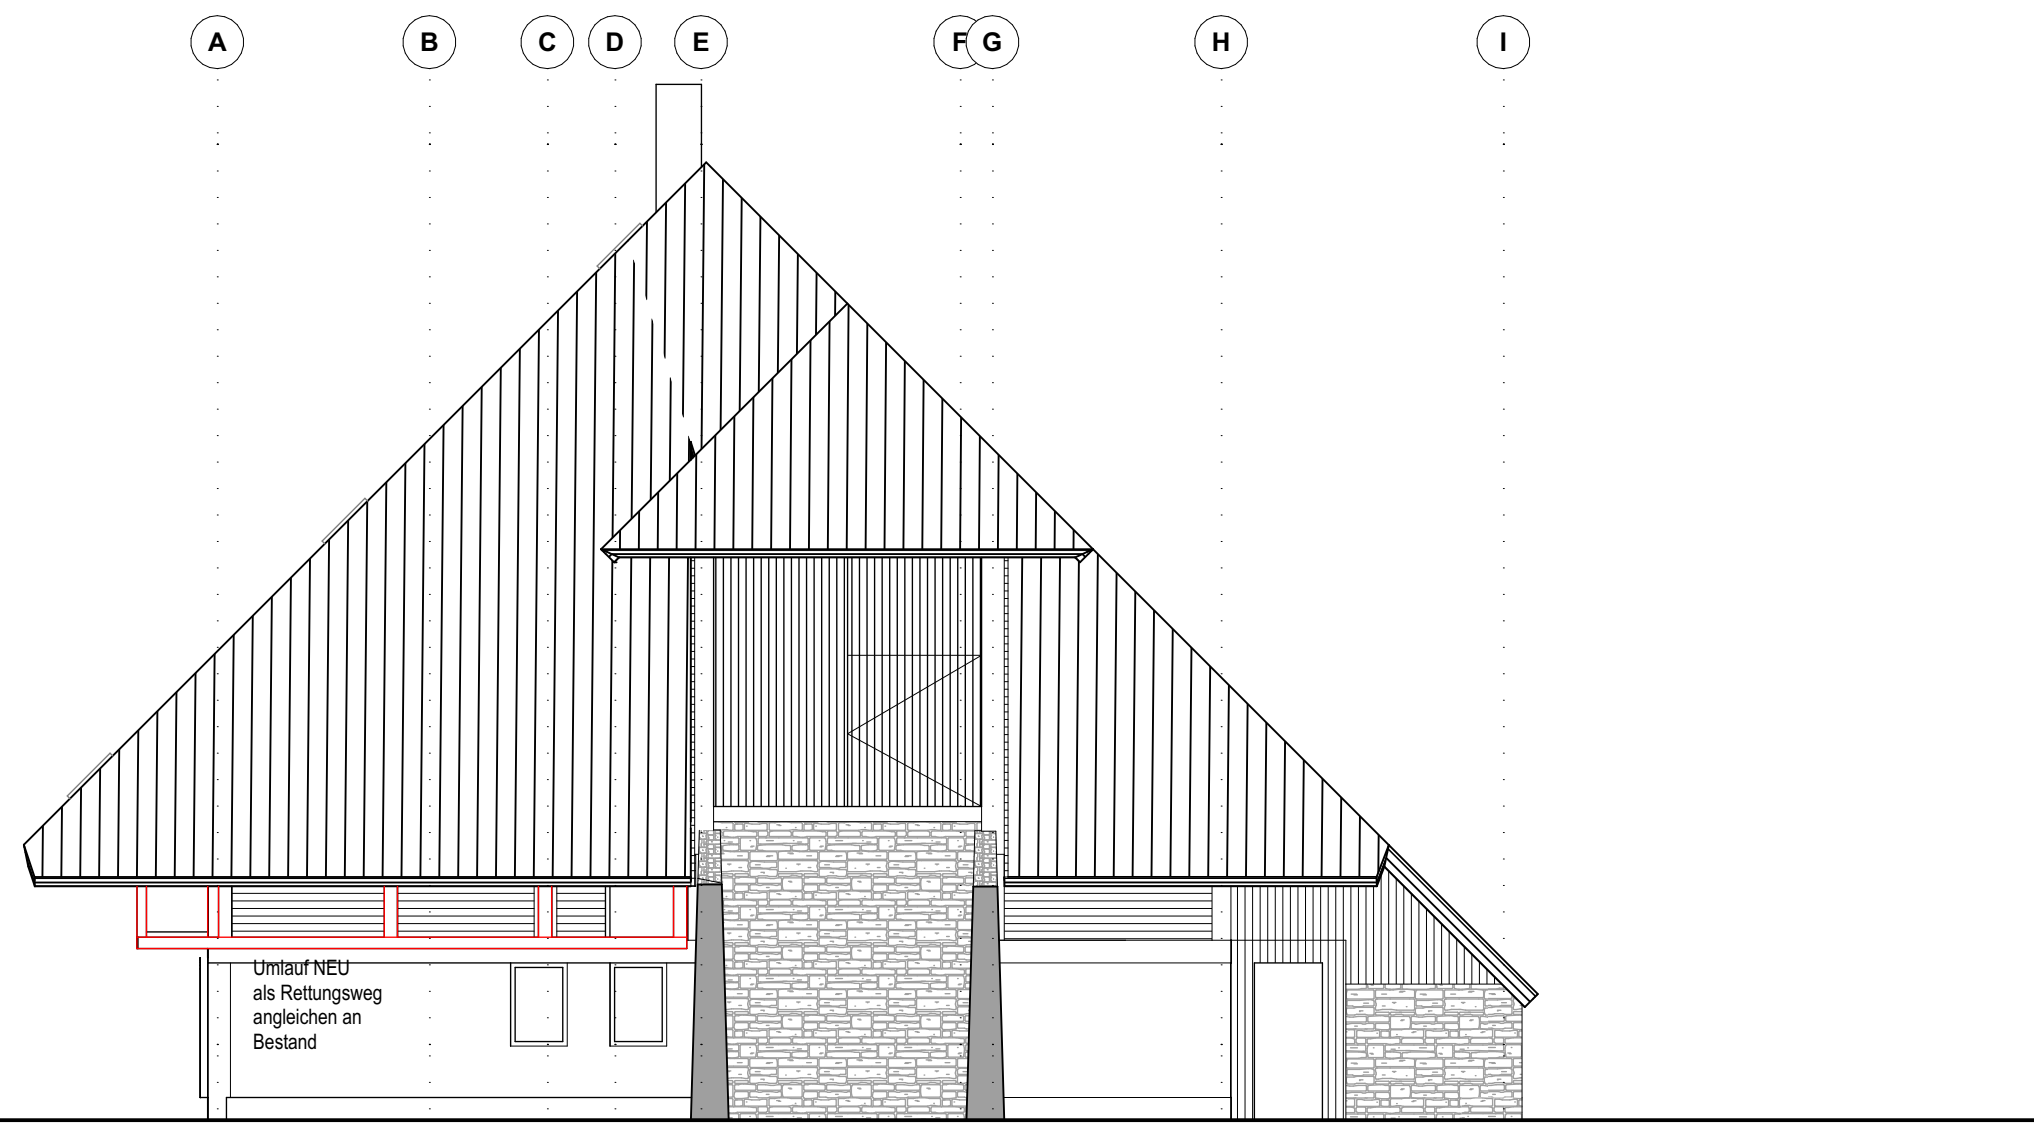 A B C D E F G H I
Umlauf NEU
als Rettungsweg
angleichen an
Bestand